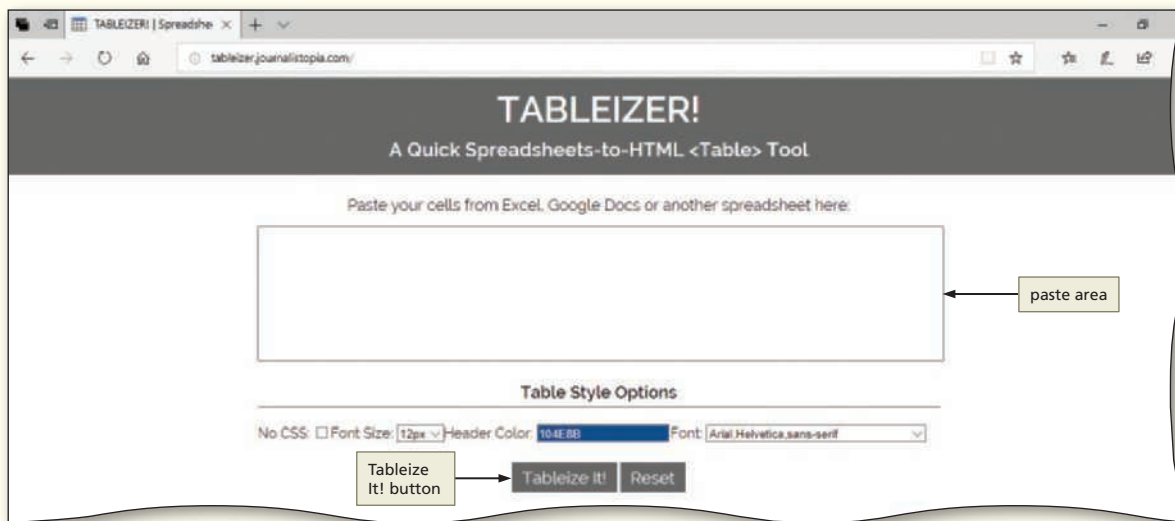 TABLEIZER! | Spreadshe
tableizer.journalistopia.com/
TABLEIZER!
A Quick Spreadsheets-to-HTML <Table> Tool
Paste your cells from Excel, Google Docs or another spreadsheet here:
paste area
Table Style Options
No CSS: Font Size: 12px Header Color: 104E8B Font: Arial,Helvetica,sans-serif
Tableize
It! button
Tableize It! Reset